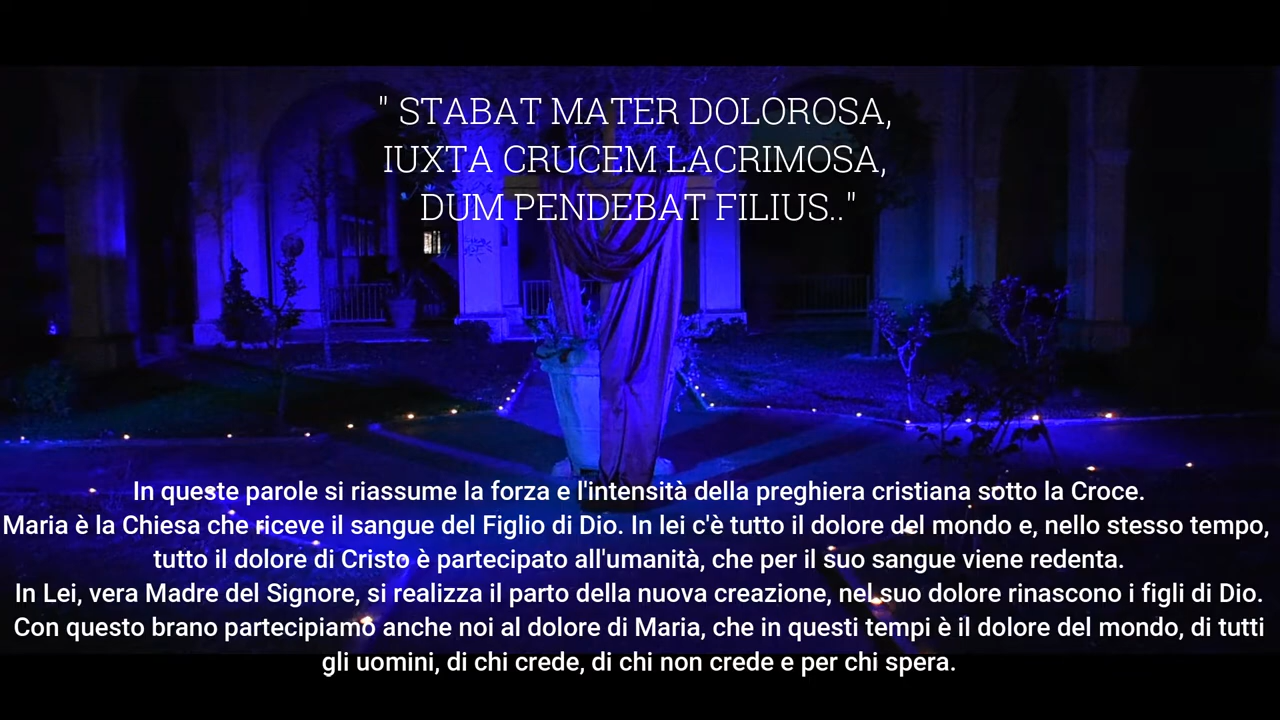 " STABAT MATER DOLOROSA,
IUXTA CRUCEM LACRIMOSA,
DUM PENDEBAT FILIUS.."
In queste parole si riassume la forza e l'intensità della preghiera cristiana sotto la Croce.
Maria è la Chiesa che riceve il sangue del Figlio di Dio. In lei c'è tutto il dolore del mondo e, nello stesso tempo,
tutto il dolore di Cristo è partecipato all'umanità, che per il suo sangue viene redenta.
In Lei, vera Madre del Signore, si realizza il parto della nuova creazione, nel suo dolore rinascono i figli di Dio.
Con questo brano partecipiamo anche noi al dolore di Maria, che in questi tempi è il dolore del mondo, di tutti
gli uomini, di chi crede, di chi non crede e per chi spera.